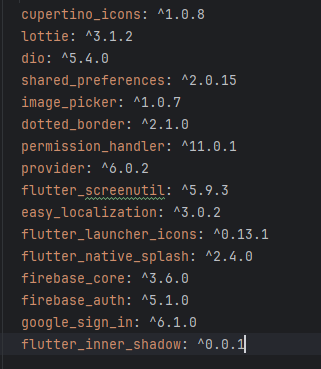 cupertino_icons: ^1.0.8
lottie: ^3.1.2
dio: ^5.4.0
shared_preferences: ^2.0.15
image_picker: ^1.0.7
dotted_border: ^2.1.0
permission_handler: ^11.0.1
provider: ^6.0.2
flutter_screenutil: ^5.9.3
easy_localization: ^3.0.2
flutter_launcher_icons: ^0.13.1
flutter_native_splash: ^2.4.0
firebase_core: ^3.6.0
firebase_auth: ^5.1.0
google_sign_in: ^6.1.0
flutter_inner_shadow: ^0.0.1